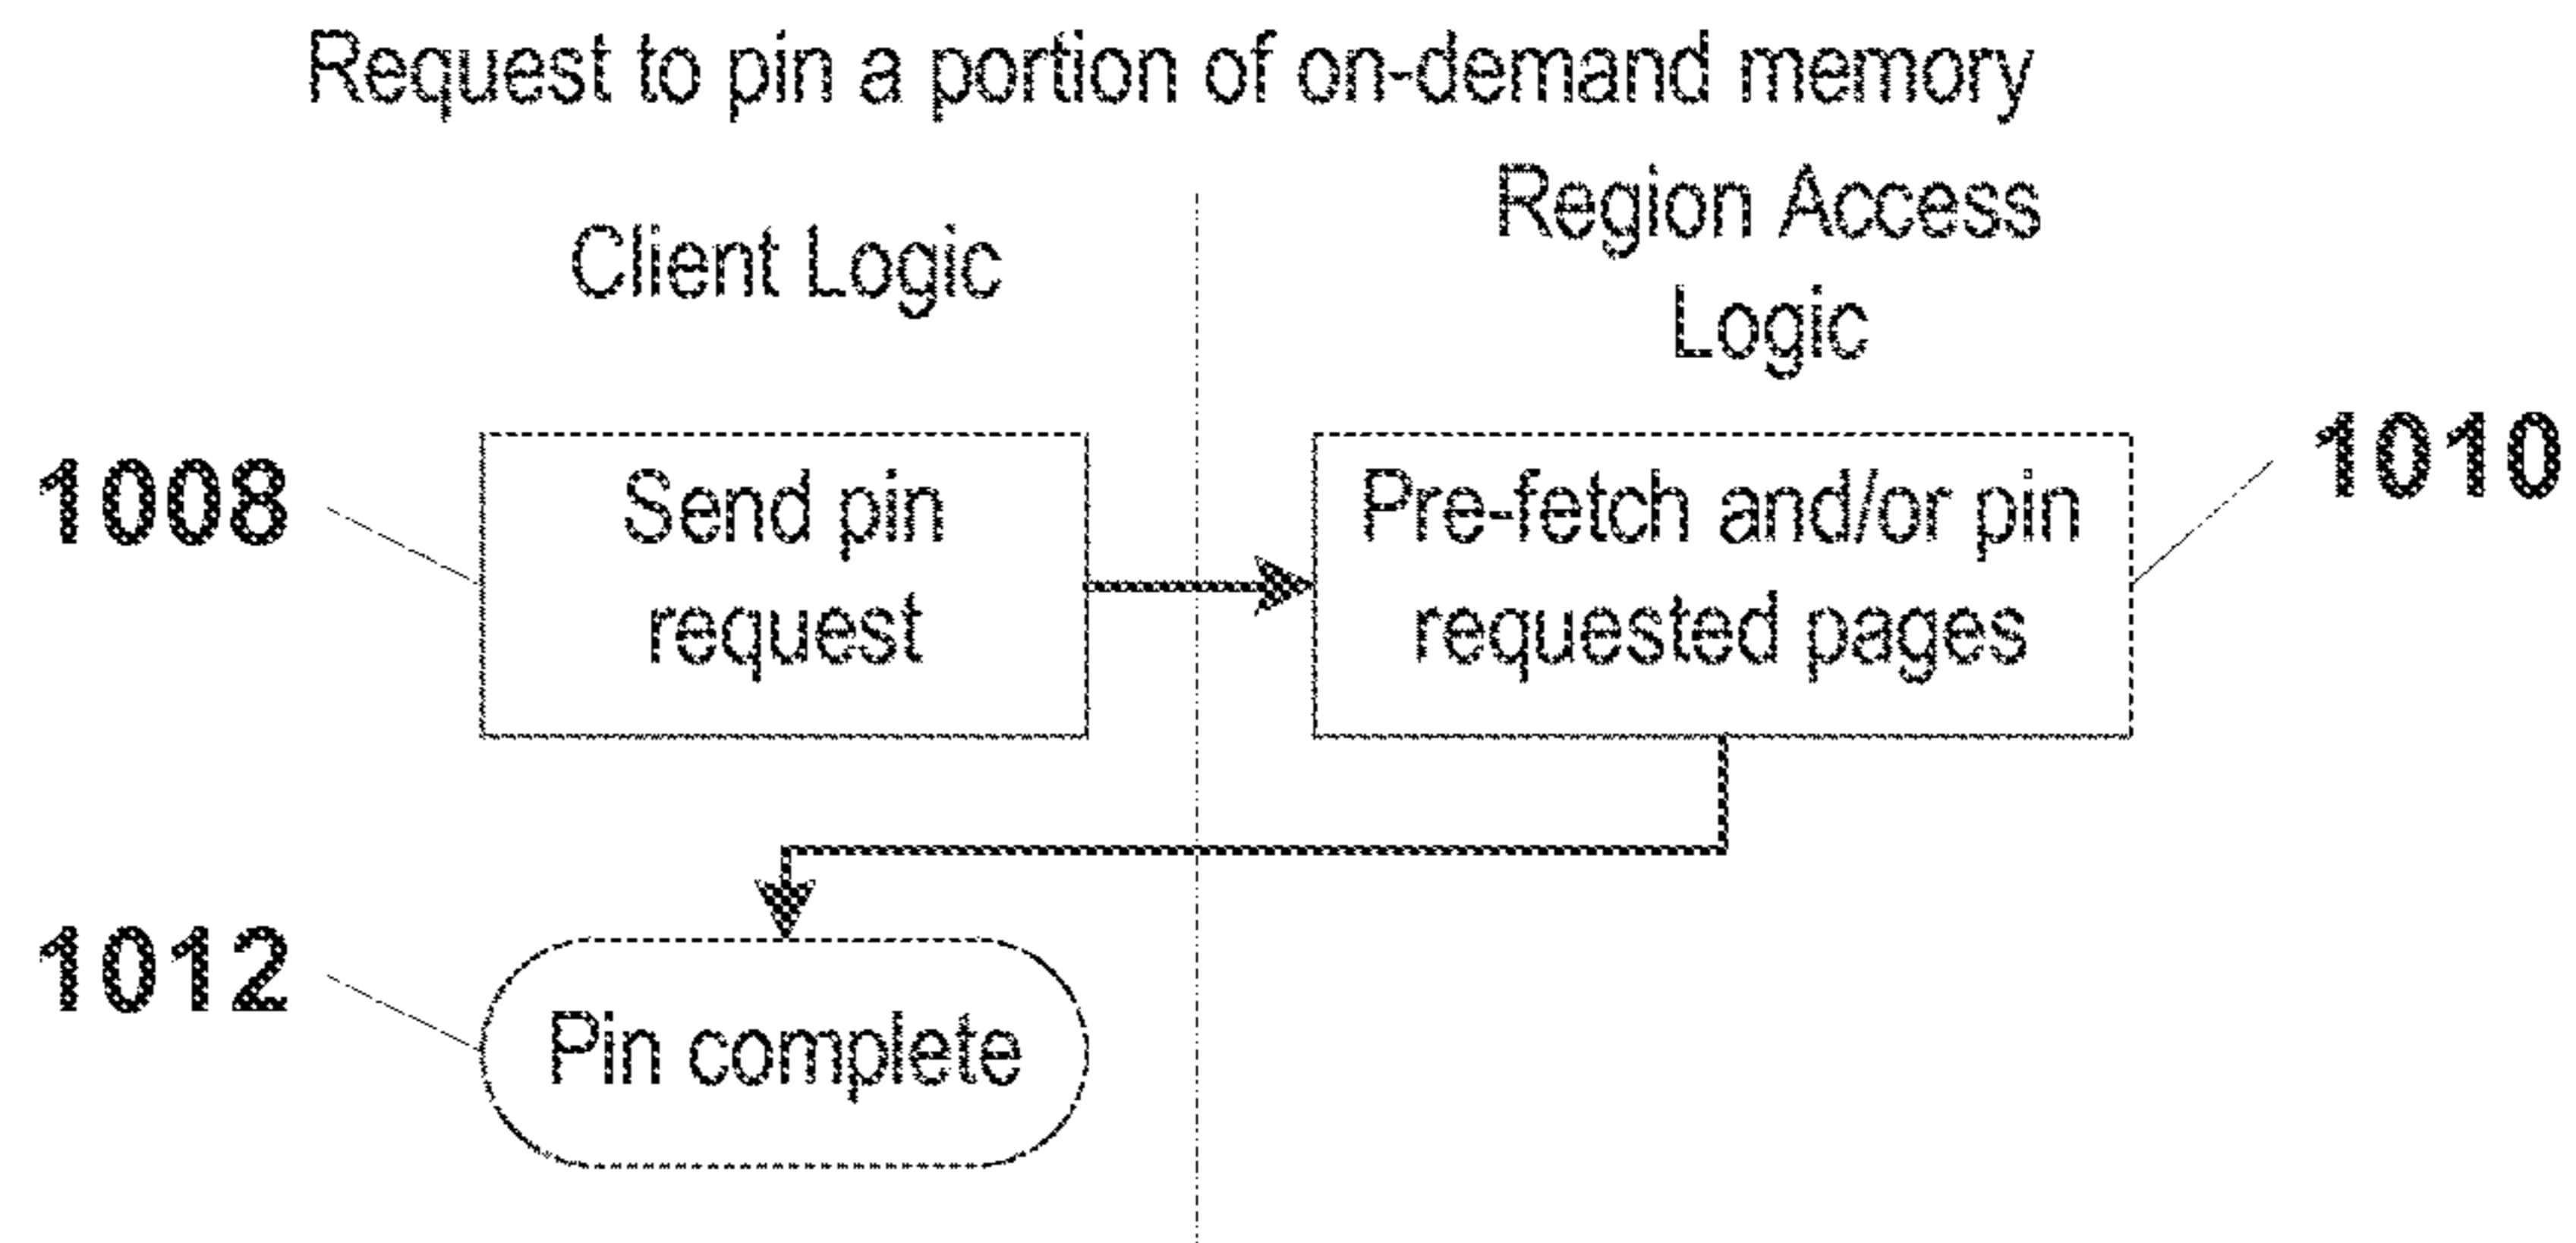 Request to pin a portion of on-demand memory
Client Logic
Region Access
Logic
1008
Send pin
request
Pre-fetch and/or pin
requested pages
1010
1012
Pin complete